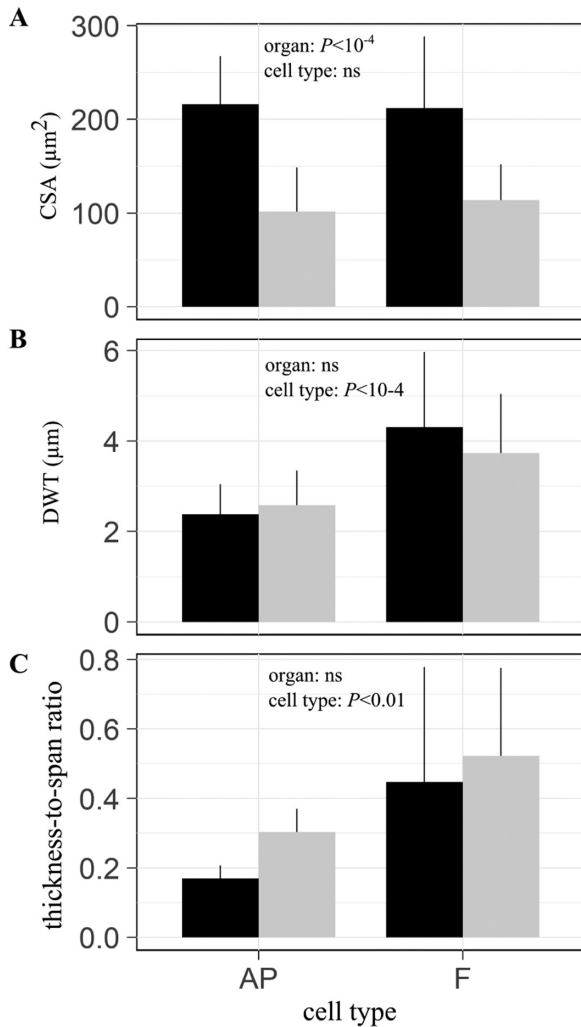 A
300
200
100
0
CSA (µm²)
organ: P<10⁻⁴
cell type: ns
B
6
4
2
0
DWT (µm)
organ: ns
cell type: P<10-4
C
0.8
0.6
0.4
0.2
0.0
thickness-to-span ratio
organ: ns
cell type: P<0.01
AP F
cell type